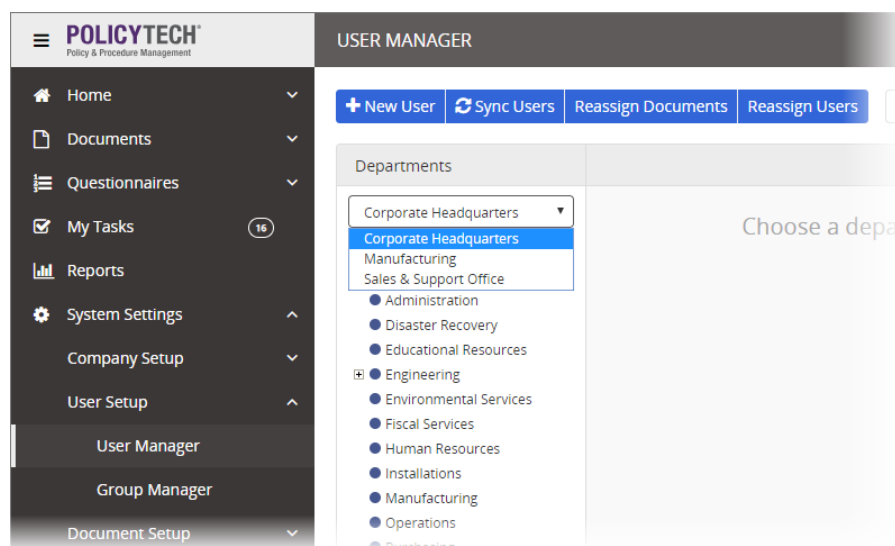 POLICYTECH®
Policy & Procedure Management
USER MANAGER
Home
Documents
Questionnaires
My Tasks 16
Reports
System Settings
Company Setup
User Setup
User Manager
Group Manager
Document Setup
New User Sync Users Reassign Documents Reassign Users
Departments
Corporate Headquarters
Corporate Headquarters
Manufacturing
Sales & Support Office
Administration
Disaster Recovery
Educational Resources
Engineering
Environmental Services
Fiscal Services
Human Resources
Installations
Manufacturing
Operations
Choose a depa